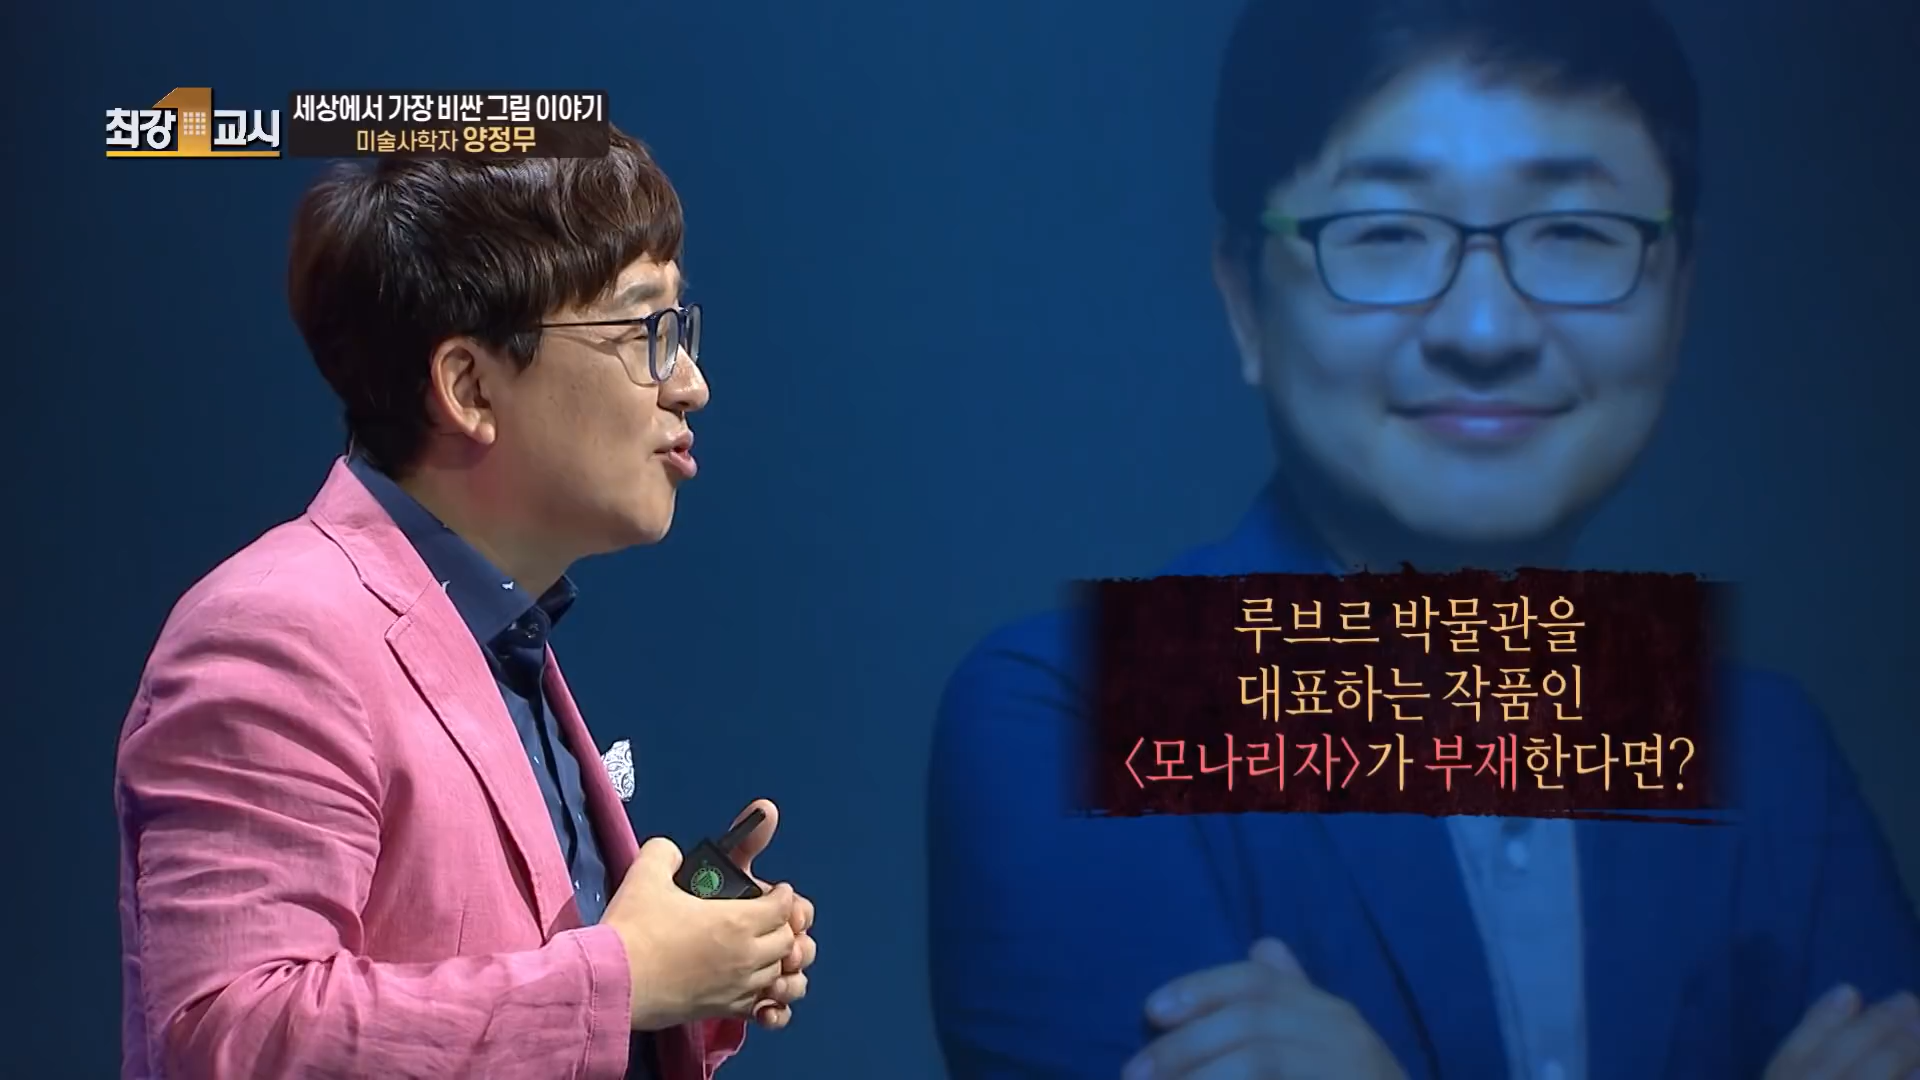 최강1교시
세상에서 가장 비싼 그림 이야기
미술사학자 양정무
루브르 박물관을
대표하는 작품인
<모나리자>가 부재한다면?